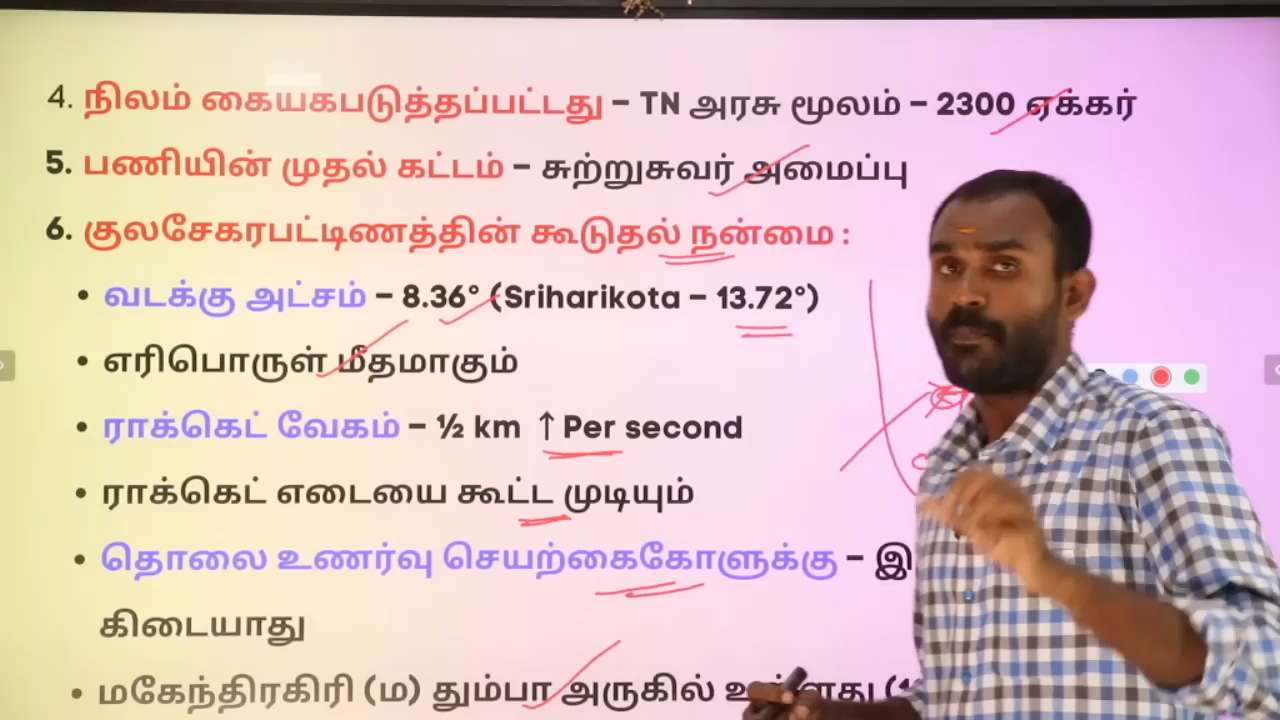 4. நிலம் கையகபடுத்தப்பட்டது – TN அரசு மூலம் – 2300 ஏக்கர்
5. பணியின் முதல் கட்டம் – சுற்றுசுவர் அமைப்பு
6. குலசேகரபட்டிணத்தின் கூடுதல் நன்மை :
• வடக்கு அட்சம் – 8.36° (Sriharikota – 13.72°)
• எரிபொருள் மீதமாகும்
• ராக்கெட் வேகம் – ½ km ↑ Per second
• ராக்கெட் எடையை கூட்ட முடியும்
• தொலை உணர்வு செயற்கைகோளுக்கு –
கிடையாது
• மகேந்திரகிரி (ம) தும்பா அருகில் உள்ளது